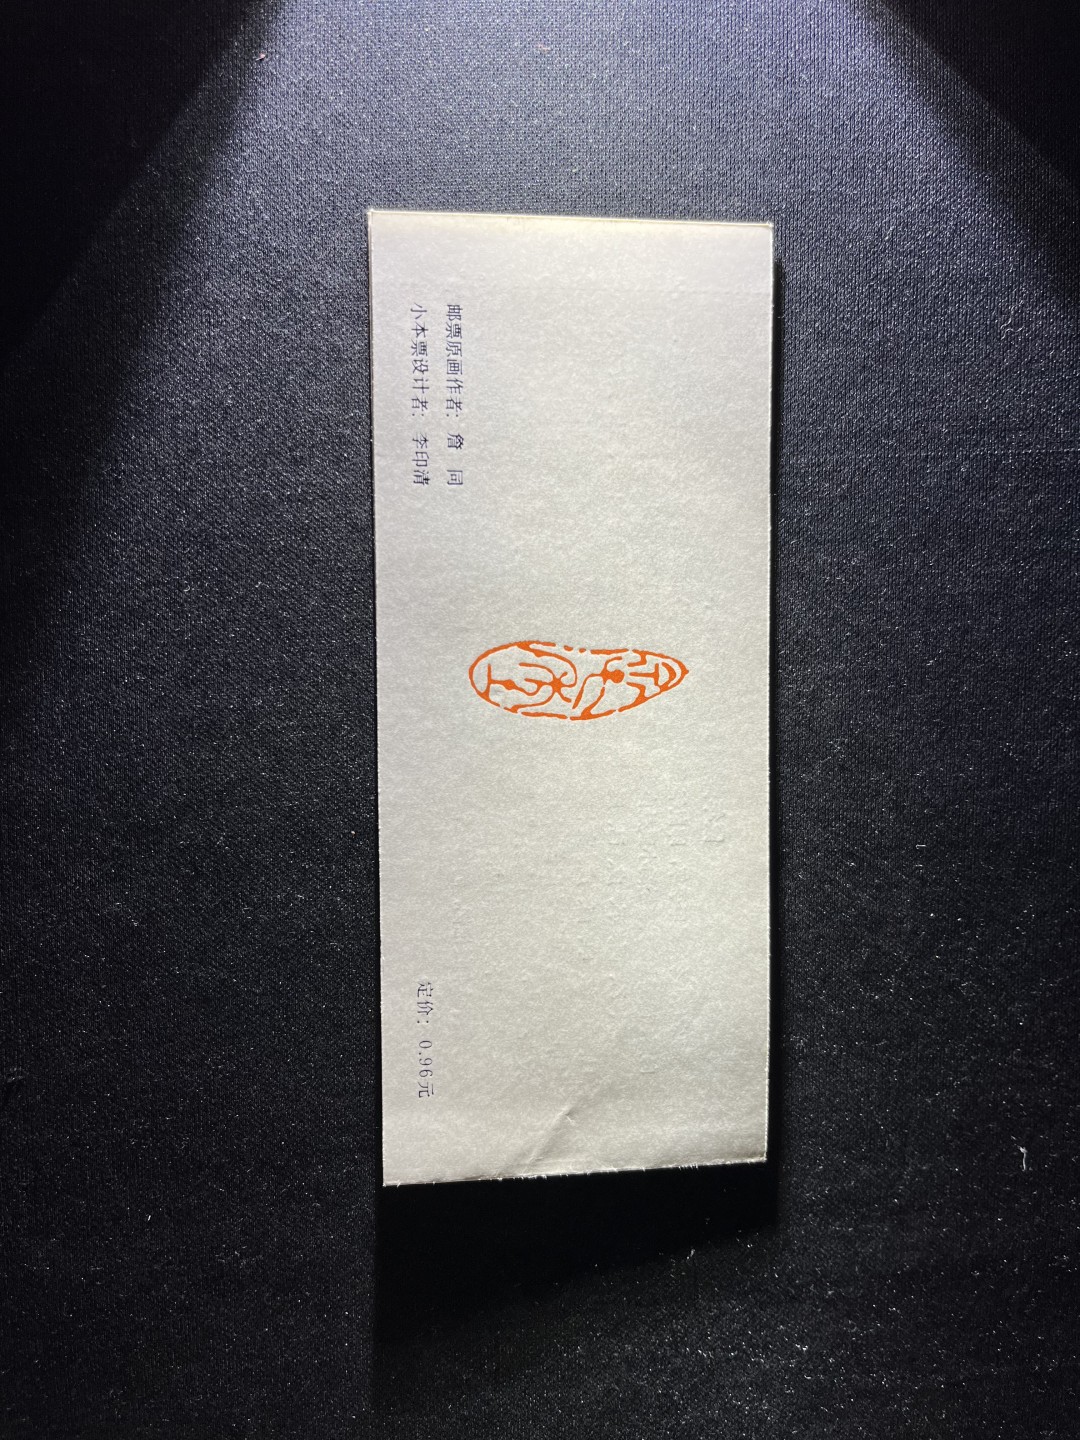 邮票原画作者：詹 同
小本票设计者：李印清
定价：0.96元